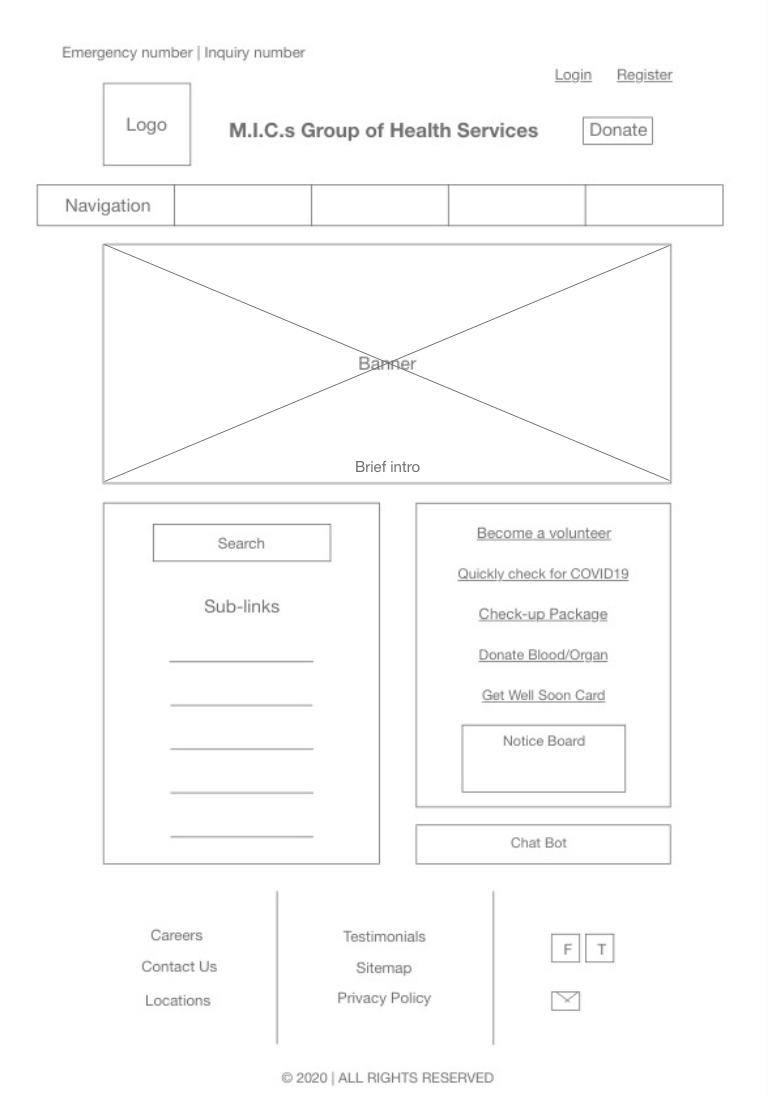 Emergency number | Inquiry number
Login Register
Logo
M.I.C.s Group of Health Services
Donate
Navigation
Banner
Brief intro
Search
Sub-links
Become a volunteer
Quickly check for COVID19
Check-up Package
Donate Blood/Organ
Get Well Soon Card
Notice Board
Chat Bot
Careers
Contact Us
Locations
Testimonials
Sitemap
Privacy Policy
F T
© 2020 | ALL RIGHTS RESERVED